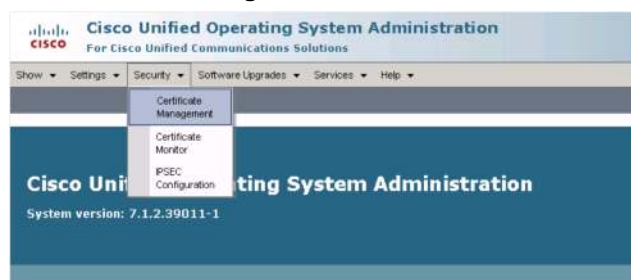 Cisco Unified Operating System Administration
CISCO For Cisco Unified Communications Solutions
Show Settings Security Software Upgrades Services Help
Certificate
Management
Certificate
Monitor
IPSEC
Configuration
Cisco Uni ting System Administration
System version: 7.1.2.39011-1